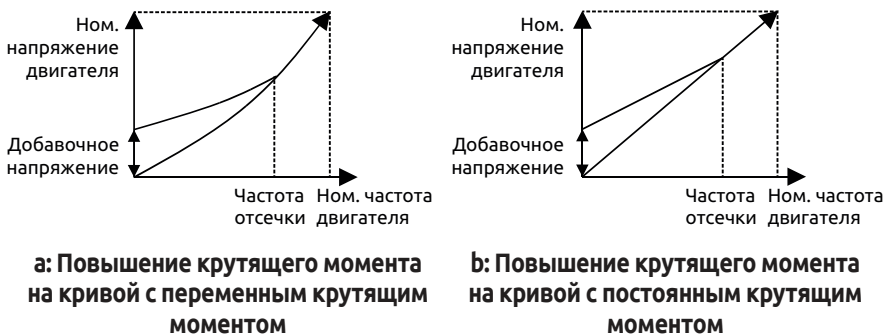 Ном.
напряжение
двигателя
Добавочное
напряжение
Частота
отсечки
Ном. частота
двигателя
a: Повышение крутящего момента
на кривой с переменным крутящим
моментом
Ном.
напряжение
двигателя
Добавочное
напряжение
Частота
отсечки
Ном. частота
двигателя
b: Повышение крутящего момента
на кривой с постоянным крутящим
моментом